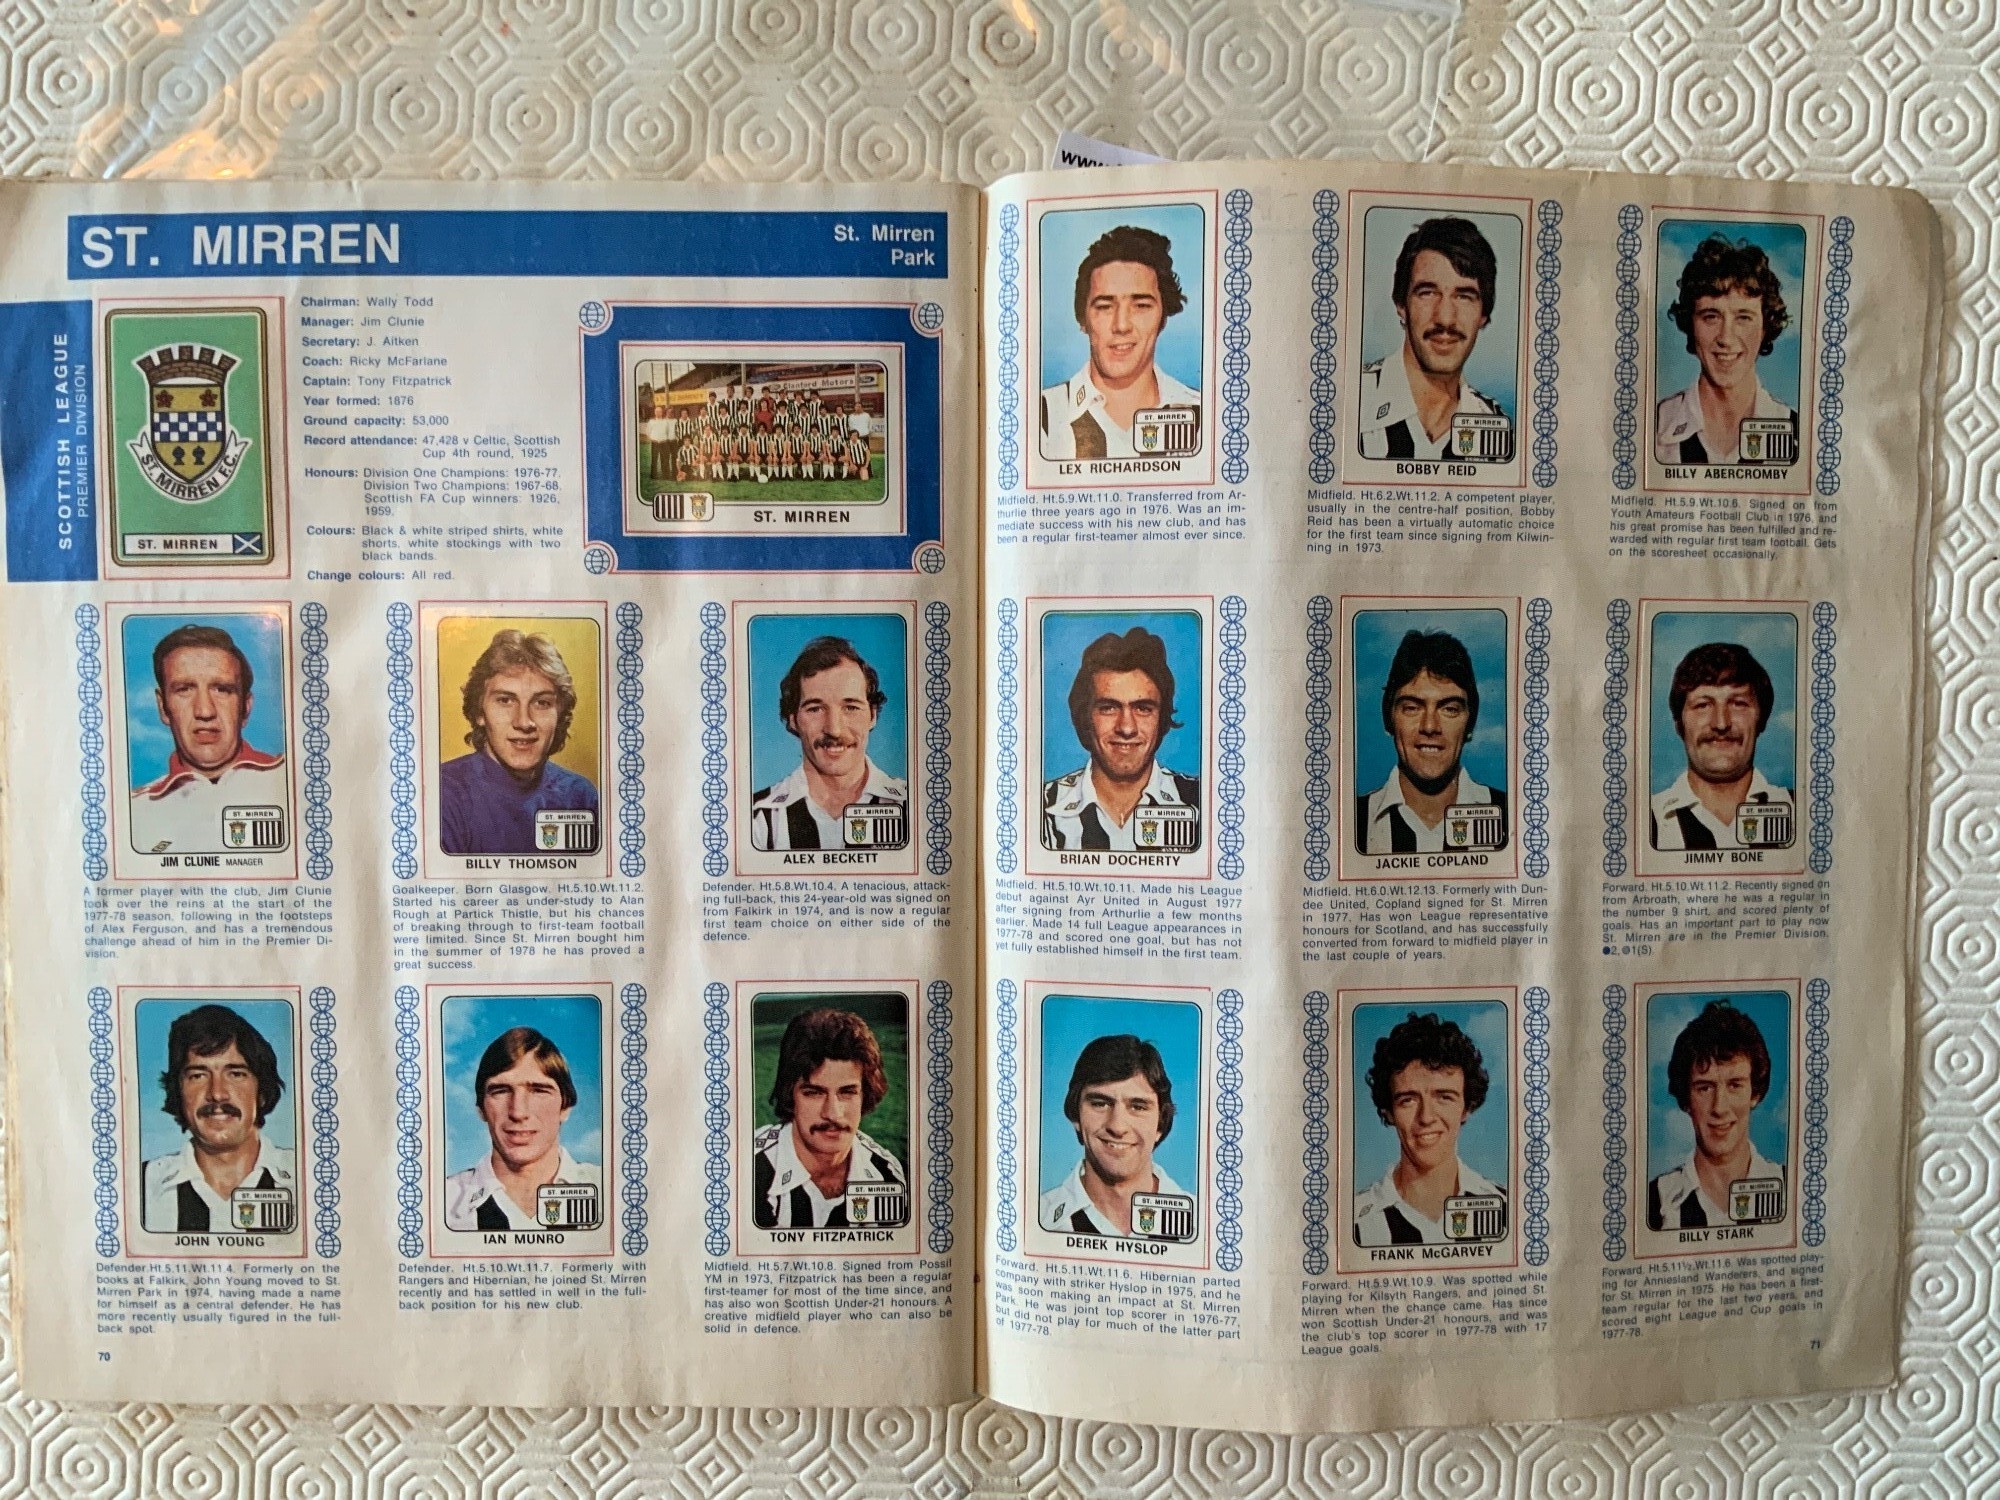 www.
ST. MIRREN
St. Mirren
Park
SCOTTISH LEAGUE
PREMIER DIVISION
ST. MIRREN F.C.
ST. MIRREN
Chairman: Wally Todd
Manager: Jim Clunie
Secretary: J. Aitken
Coach: Ricky McFarlane
Captain: Tony Fitzpatrick
Year formed: 1876
Ground capacity: 53,000
Record attendance: 47,428 v Celtic, Scottish
Cup 4th round, 1925
Honours: Division One Champions: 1976-77.
Division Two Champions: 1967-68.
Scottish FA Cup winners: 1926,
1959.
Colours: Black & white striped shirts, white
shorts, white stockings with two
black bands.
Change colours: All red.
Stanford Motors
ST. MIRREN
ST. MIRREN
JIM CLUNIE MANAGER
A former player with the club, Jim Clunie
took over the reins at the start of the
1977-78 season, following in the footsteps
of Alex Ferguson, and has a tremendous
challenge ahead of him in the Premier Di-
vision.
ST. MIRREN
BILLY THOMSON
Goalkeeper. Born Glasgow. Ht.5.10.Wt.11.2.
Started his career as under-study to Alan
Rough at Partick Thistle, but his chances
of breaking through to first-team football
were limited. Since St. Mirren bought him
in the summer of 1978 he has proved a
great success.
ST. MIRREN
ALEX BECKETT
Defender. Ht.5.8.Wt.10.4. A tenacious, attack-
ing full-back, this 24-year-old was signed on
from Falkirk in 1974, and is now a regular
first team choice on either side of the
defence.
ST. MIRREN
JOHN YOUNG
Defender.Ht.5.11.Wt.11.4. Formerly on the
books at Falkirk, John Young moved to St.
Mirren Park in 1974, having made a name
for himself as a central defender. He has
more recently usually figured in the full-
back spot.
ST. MIRREN
IAN MUNRO
Defender. Ht.5.10.Wt.11.7. Formerly with
Rangers and Hibernian, he joined St. Mirren
recently and has settled in well in the full-
back position for his new club.
ST. MIRREN
TONY FITZPATRICK
Midfield. Ht.5.7.Wt.10.8. Signed from Possil
YM in 1973, Fitzpatrick has been a regular
first-teamer for most of the time since, and
has also won Scottish Under-21 honours. A
creative midfield player who can also be
solid in defence.
70
ST. MIRREN
LEX RICHARDSON
Midfield. Ht.5.9.Wt.11.0. Transferred from Ar-
thurlie three years ago in 1976. Was an im-
mediate success with his new club, and has
been a regular first-teamer almost ever since.
ST. MIRREN
BOBBY REID
Midfield. Ht.6.2.Wt.11.2. A competent player,
usually in the centre-half position, Bobby
Reid has been a virtually automatic choice
for the first team since signing from Kilwin-
ning in 1973.
ST. MIRREN
BILLY ABERCROMBY
Midfield. Ht.5.9.Wt.10.6. Signed on from
Youth Amateurs Football Club in 1976, and
his great promise has been fulfilled and re-
warded with regular first team football. Gets
on the scoresheet occasionally.
ST. MIRREN
BRIAN DOCHERTY
Midfield. Ht.5.10.Wt.10.11. Made his League
debut against Ayr United in August 1977
after signing from Arthurlie a few months
earlier. Made 14 full League appearances in
1977-78 and scored one goal, but has not
yet fully established himself in the first team.
ST. MIRREN
JACKIE COPLAND
Midfield. Ht.6.0.Wt.12.13. Formerly with Dun-
dee United, Copland signed for St. Mirren
in 1977. Has won League representative
honours for Scotland, and has successfully
converted from forward to midfield player in
the last couple of years.
ST. MIRREN
JIMMY BONE
Forward. Ht.5.10.Wt.11.2. Recently signed on
from Arbroath, where he was a regular in
the number 9 shirt, and scored plenty of
goals. Has an important part to play now
St. Mirren are in the Premier Division.
●2,◍1(S).
ST. MIRREN
DEREK HYSLOP
Forward. Ht.5.11.Wt.11.6. Hibernian parted
company with striker Hyslop in 1975, and he
was soon making an impact at St. Mirren
Park. He was joint top scorer in 1976-77,
but did not play for much of the latter part
of 1977-78.
ST. MIRREN
FRANK McGARVEY
Forward. Ht.5.9.Wt.10.9. Was spotted while
playing for Kilsyth Rangers, and joined St.
Mirren when the chance came. Has since
won Scottish Under-21 honours, and was
the club's top scorer in 1977-78 with 17
League goals.
ST. MIRREN
BILLY STARK
Forward. Ht.5.11½.Wt.11.6. Was spotted play-
ing for Anniesland Wanderers, and signed
for St. Mirren in 1975. He has been a first-
team regular for the last two years, and
scored eight League and Cup goals in
1977-78.
71